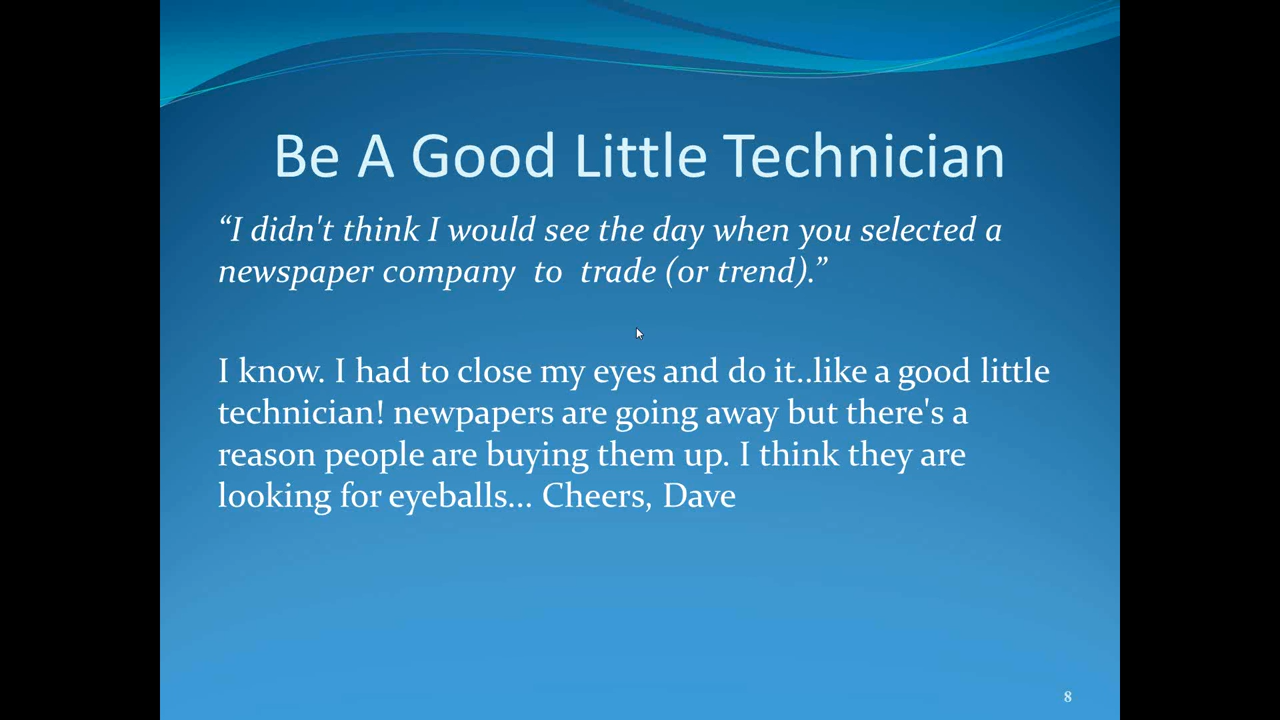 Be A Good Little Technician
“I didn't think I would see the day when you selected a
newspaper company  to  trade (or trend).”
I know. I had to close my eyes and do it..like a good little
technician! newpapers are going away but there's a
reason people are buying them up. I think they are
looking for eyeballs... Cheers, Dave
8